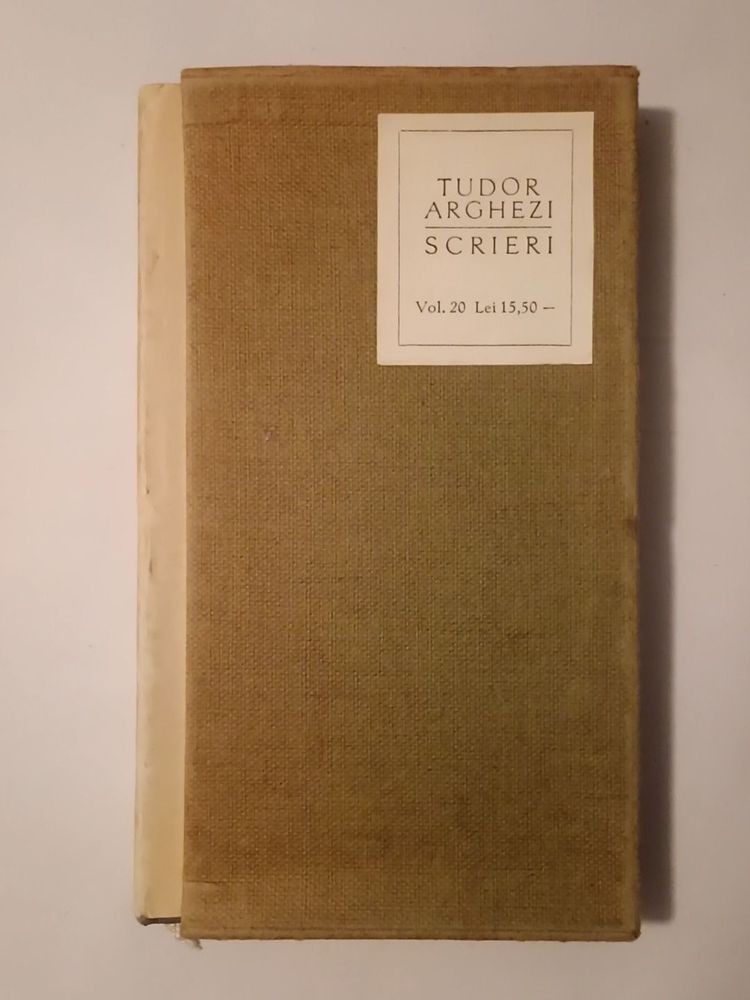 TUDOR
ARGHEZI
SCRIERI
Vol. 20 Lei 15,50 —